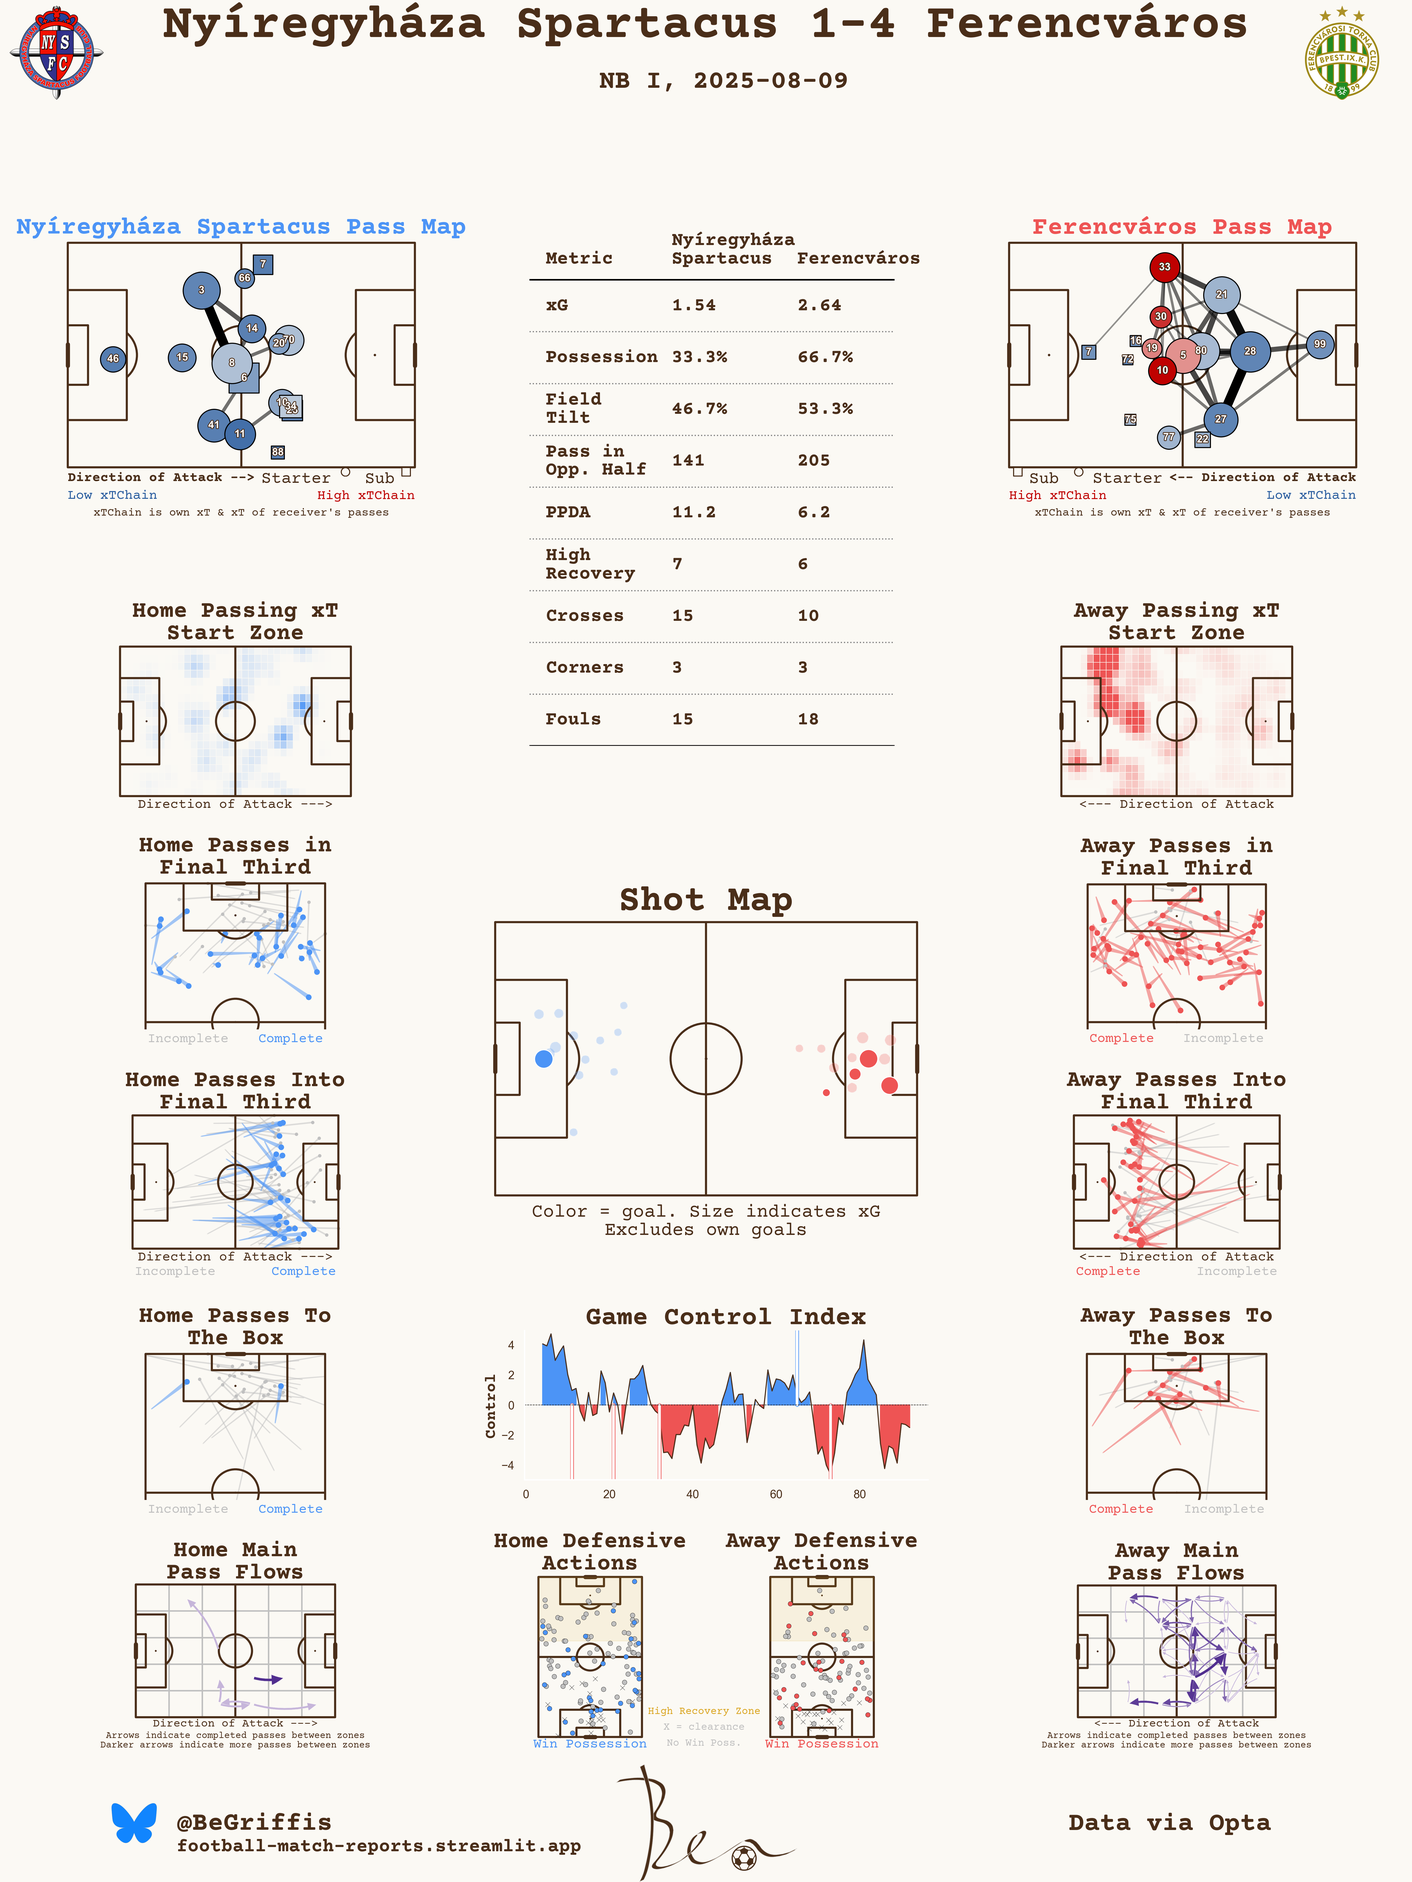 Nyíregyháza Spartacus 1-4 Ferencváros
NB I, 2025-08-09
NY S
F C
FERENCVÁROSI TORNA CLUB
BPEST.IX.K.
18 99
Nyíregyháza Spartacus Pass Map
7
66
3
14
70
20
46
15
8
6
10
34
41
11
88
Direction of Attack --> Starter Sub
Low xTChain High xTChain
xTChain is own xT & xT of receiver's passes
Metric Nyíregyháza Spartacus Ferencváros
xG 1.54 2.64
Possession 33.3% 66.7%
Field Tilt 46.7% 53.3%
Pass in Opp. Half 141 205
PPDA 11.2 6.2
High Recovery 7 6
Crosses 15 10
Corners 3 3
Fouls 15 18
Ferencváros Pass Map
33
21
30
16
7
19
72
5
80
28
99
10
75
27
77
22
Sub Starter <-- Direction of Attack
High xTChain Low xTChain
xTChain is own xT & xT of receiver's passes
Home Passing xT
Start Zone
Direction of Attack --->
Away Passing xT
Start Zone
<--- Direction of Attack
Home Passes in
Final Third
Incomplete Complete
Away Passes in
Final Third
Complete Incomplete
Shot Map
Color = goal. Size indicates xG
Excludes own goals
Home Passes Into
Final Third
Direction of Attack --->
Incomplete Complete
Away Passes Into
Final Third
<--- Direction of Attack
Complete Incomplete
Home Passes To
The Box
Incomplete Complete
Game Control Index
Control
4
2
0
−2
−4
0 20 40 60 80
Away Passes To
The Box
Complete Incomplete
Home Main
Pass Flows
Direction of Attack --->
Arrows indicate completed passes between zones
Darker arrows indicate more passes between zones
Home Defensive
Actions
Win Possession
High Recovery Zone
X = clearance
No Win Poss.
Away Defensive
Actions
Win Possession
Away Main
Pass Flows
<--- Direction of Attack
Arrows indicate completed passes between zones
Darker arrows indicate more passes between zones
@BeGriffis
football-match-reports.streamlit.app
Ben
Data via Opta